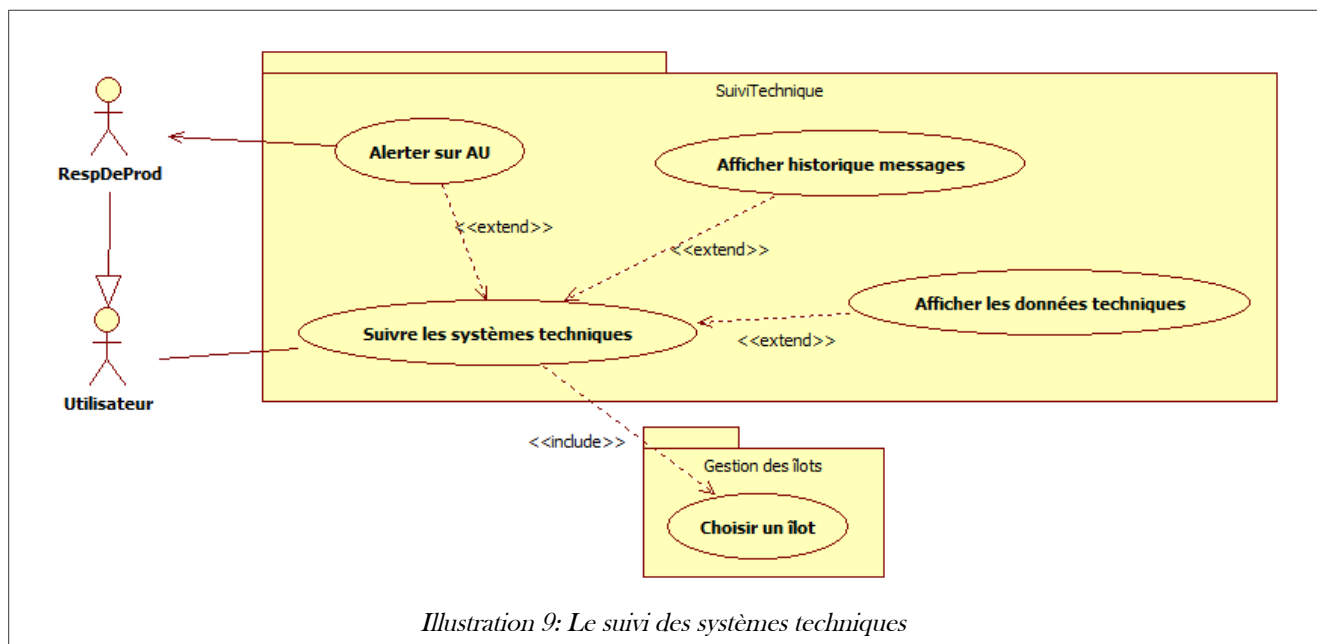 SuiviTechnique
Alerter sur AU
Afficher historique messages
RespDeProd
<<extend>>
<<extend>>
Afficher les données techniques
Suivre les systèmes techniques
<<extend>>
Utilisateur
<<include>>
Gestion des îlots
Choisir un îlot
Illustration 9: Le suivi des systèmes techniques